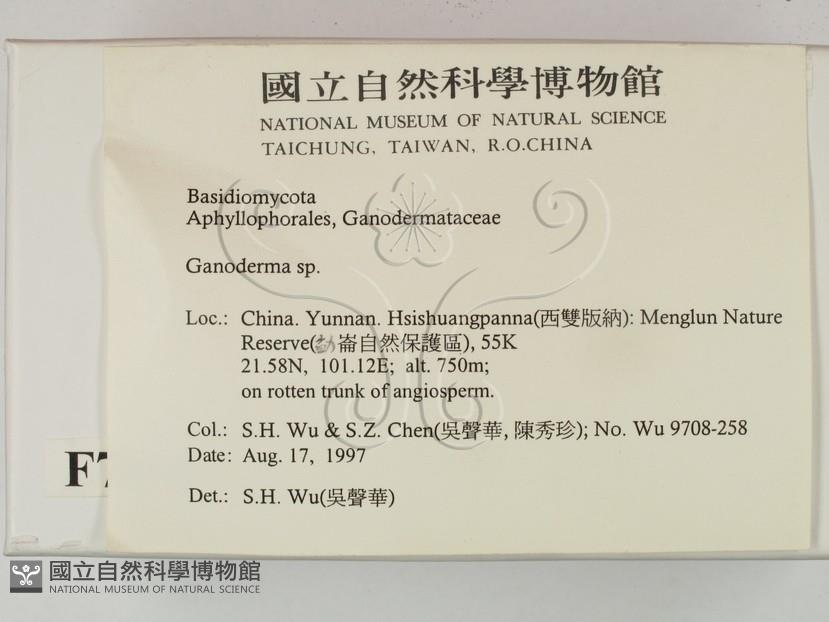 國立自然科學博物館
NATIONAL MUSEUM OF NATURAL SCIENCE
TAICHUNG, TAIWAN, R.O.CHINA
Basidiomycota
Aphyllophorales, Ganodermataceae
Ganoderma sp.
Loc.: China. Yunnan. Hsishuangpanna(西雙版納): Menglun Nature
Reserve(勐崙自然保護區), 55K
21.58N, 101.12E; alt. 750m;
on rotten trunk of angiosperm.
Col.: S.H. Wu & S.Z. Chen(吳聲華, 陳秀珍); No. Wu 9708-258
Date: Aug. 17, 1997
Det.: S.H. Wu(吳聲華)
F7
國立自然科學博物館
NATIONAL MUSEUM OF NATURAL SCIENCE